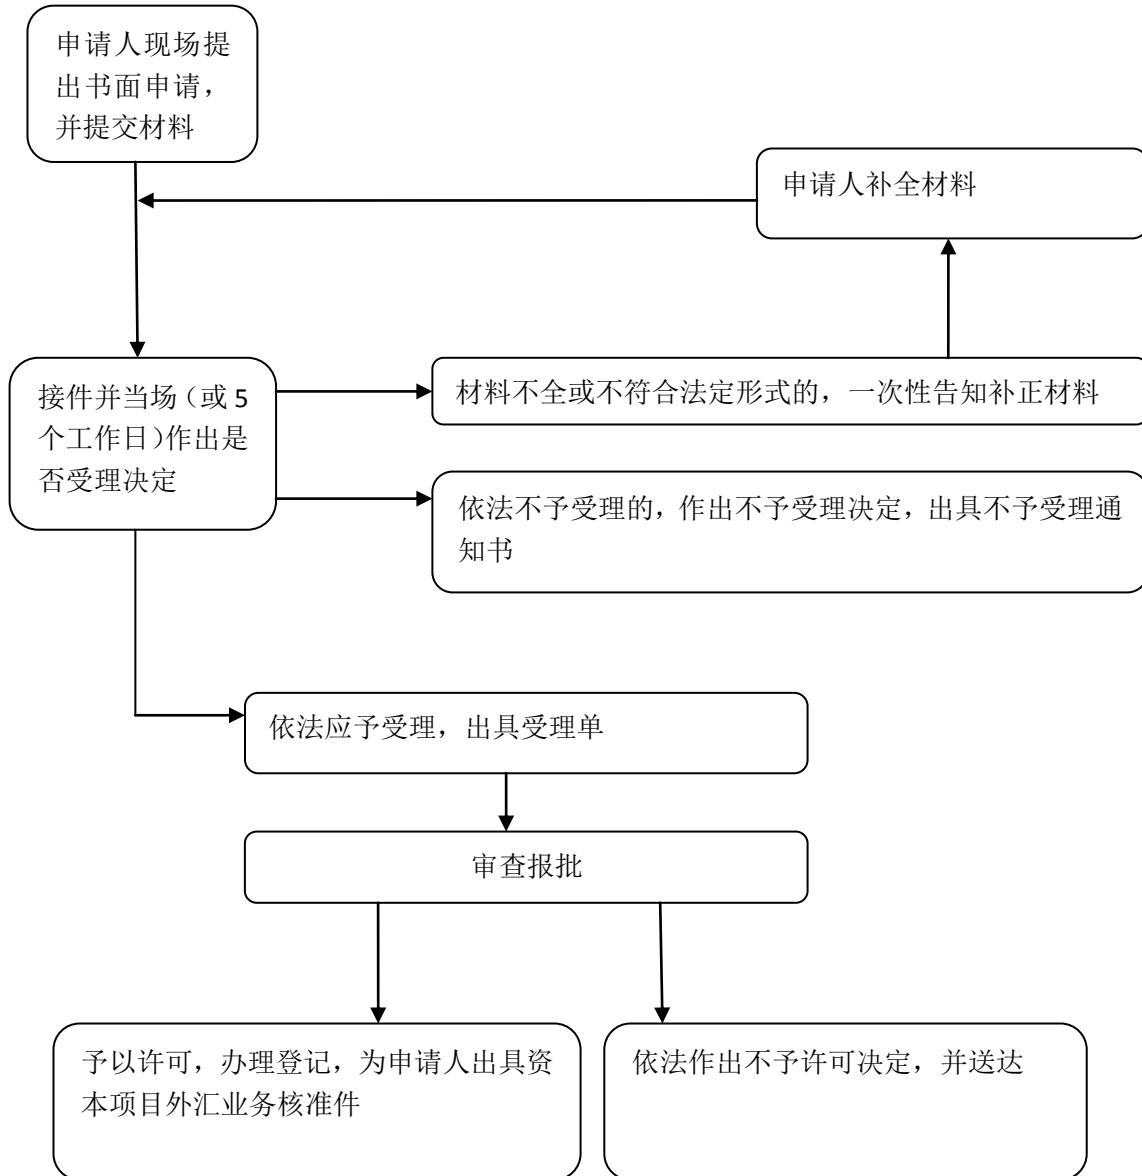 申请人现场提
出书面申请，
并提交材料
申请人补全材料
接件并当场（或 5
个工作日）作出是
否受理决定
材料不全或不符合法定形式的，一次性告知补正材料
依法不予受理的，作出不予受理决定，出具不予受理通
知书
依法应予受理，出具受理单
审查报批
予以许可，办理登记，为申请人出具资
本项目外汇业务核准件
依法作出不予许可决定，并送达